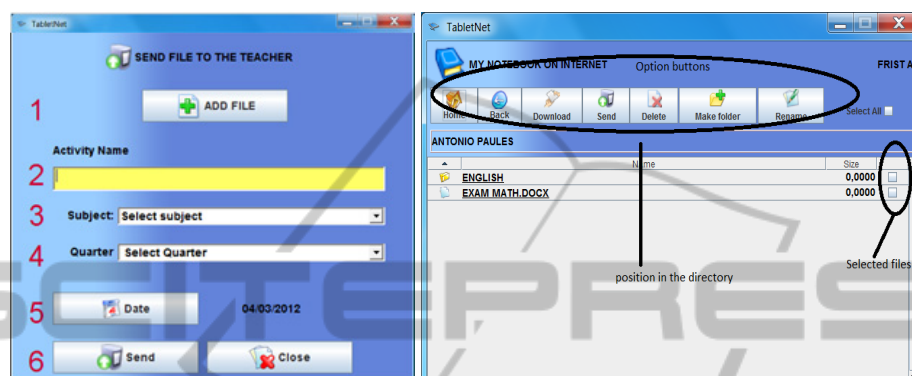 TabletNet
SEND FILE TO THE TEACHER
1
ADD FILE
Activity Name
2
3 Subject: Select subject
4 Quarter Select Quarter
5 Date 04/03/2012
6 Send Close
TabletNet
MY NOTEBOOK ON INTERNET Option buttons FRIST A
Home Back Download Send Delete Make folder Rename Select All
ANTONIO PAULES
Name Size
ENGLISH 0,0000
EXAM MATH.DOCX 0,0000
position in the directory
Selected files
SCITEPRESS